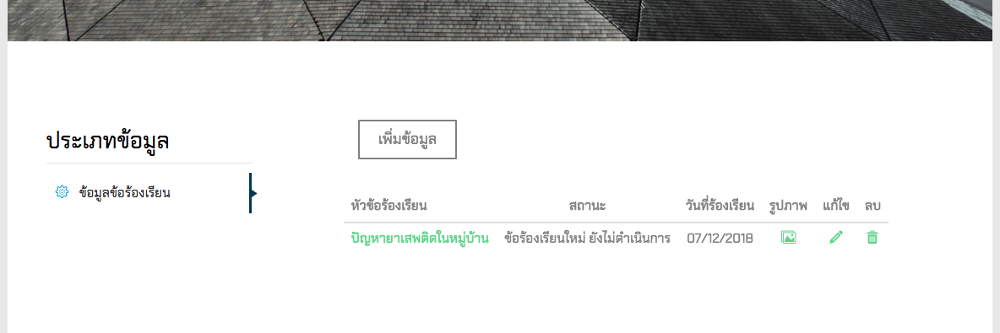 ประเภทข้อมูล
ข้อมูลข้อร้องเรียน
เพิ่มข้อมูล
หัวข้อร้องเรียน สถานะ วันที่ร้องเรียน รูปภาพ แก้ไข ลบ
ปัญหายาเสพติดในหมู่บ้าน ข้อร้องเรียนใหม่ ยังไม่ดำเนินการ 07/12/2018